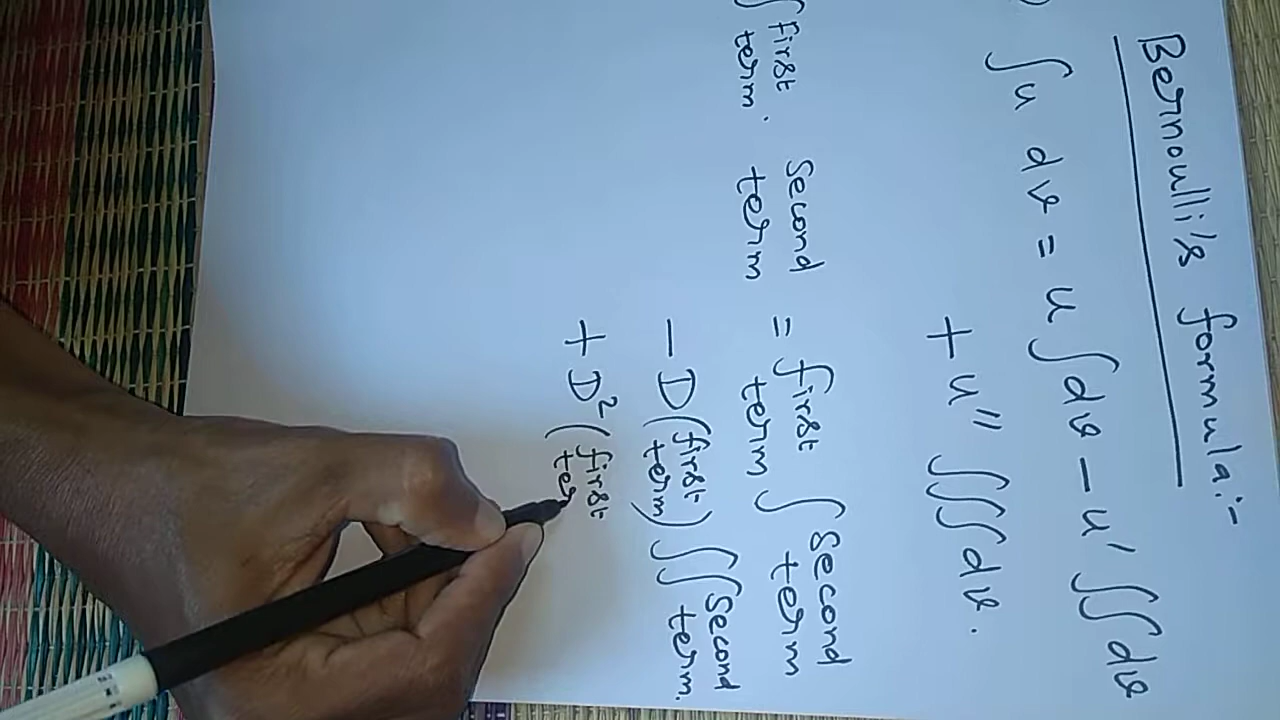 Bernoulli's formula:-
) ∫u dv = u ∫dv - u' ∫∫dv
+ u'' ∫∫∫dv.
∫first term. Second term = first term ∫Second term
- D(first term) ∫∫Second term.
+ D²(first ter